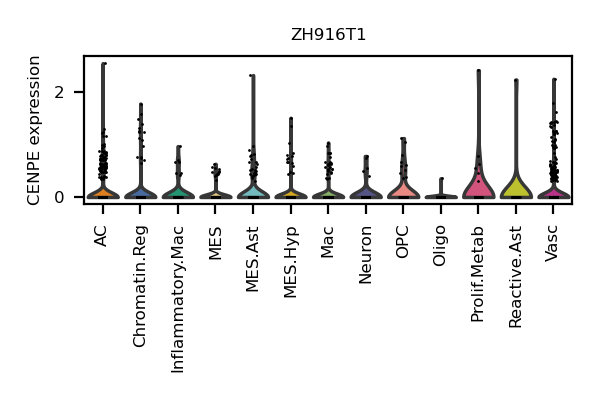 ZH916T1
CENPE expression
2
0
AC
Chromatin.Reg
Inflammatory.Mac
MES
MES.Ast
MES.Hyp
Mac
Neuron
OPC
Oligo
Prolif.Metab
Reactive.Ast
Vasc